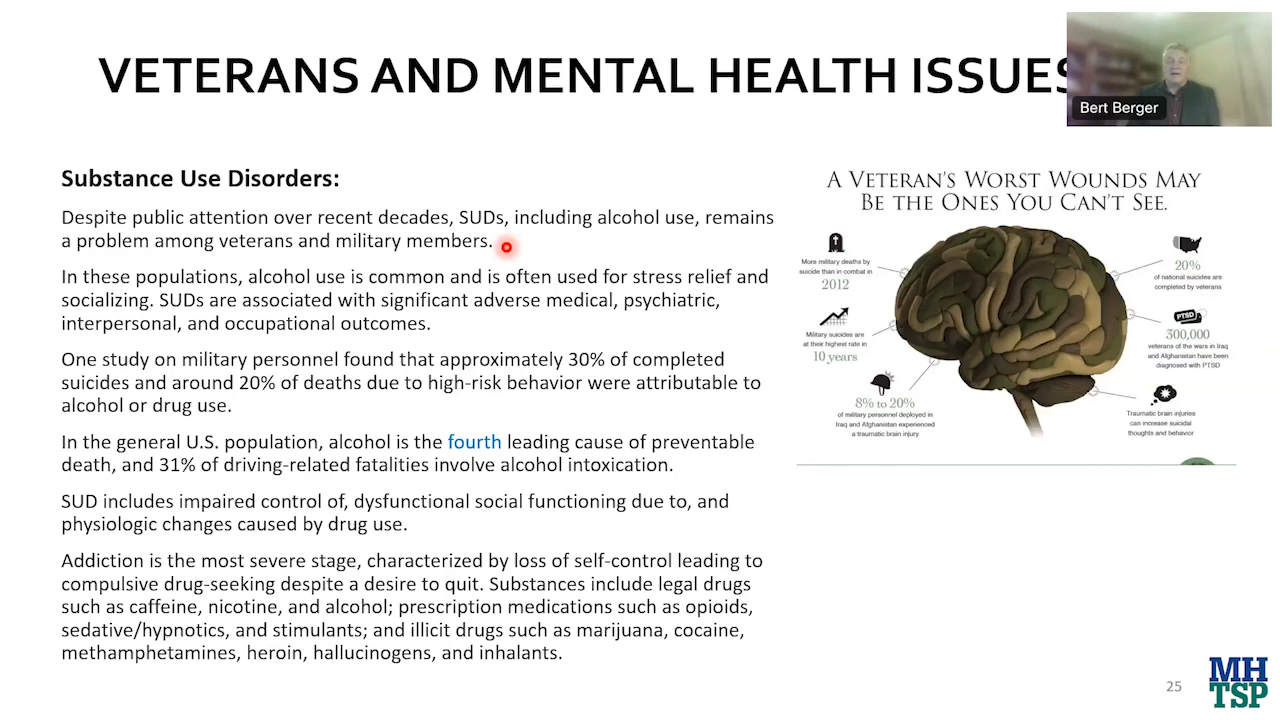 VETERANS AND MENTAL HEALTH ISSUES
Bert Berger
Substance Use Disorders:
Despite public attention over recent decades, SUDs, including alcohol use, remains
a problem among veterans and military members.
In these populations, alcohol use is common and is often used for stress relief and
socializing. SUDs are associated with significant adverse medical, psychiatric,
interpersonal, and occupational outcomes.
One study on military personnel found that approximately 30% of completed
suicides and around 20% of deaths due to high-risk behavior were attributable to
alcohol or drug use.
In the general U.S. population, alcohol is the fourth leading cause of preventable
death, and 31% of driving-related fatalities involve alcohol intoxication.
SUD includes impaired control of, dysfunctional social functioning due to, and
physiologic changes caused by drug use.
Addiction is the most severe stage, characterized by loss of self-control leading to
compulsive drug-seeking despite a desire to quit. Substances include legal drugs
such as caffeine, nicotine, and alcohol; prescription medications such as opioids,
sedative/hypnotics, and stimulants; and illicit drugs such as marijuana, cocaine,
methamphetamines, heroin, hallucinogens, and inhalants.
A VETERAN'S WORST WOUNDS MAY
BE THE ONES YOU CAN'T SEE.
More military deaths by
suicide than in combat in
2012
Military suicides are
at their highest rate in
10 years
8% to 20%
of military personnel deployed in
Iraq and Afghanistan experienced
a traumatic brain injury
20%
of national suicides are
completed by veterans
PTSD
300,000
veterans of the wars in Iraq
and Afghanistan have been
diagnosed with PTSD
Traumatic brain injuries
can increase suicidal
thoughts and behavior
25
MH
TSP